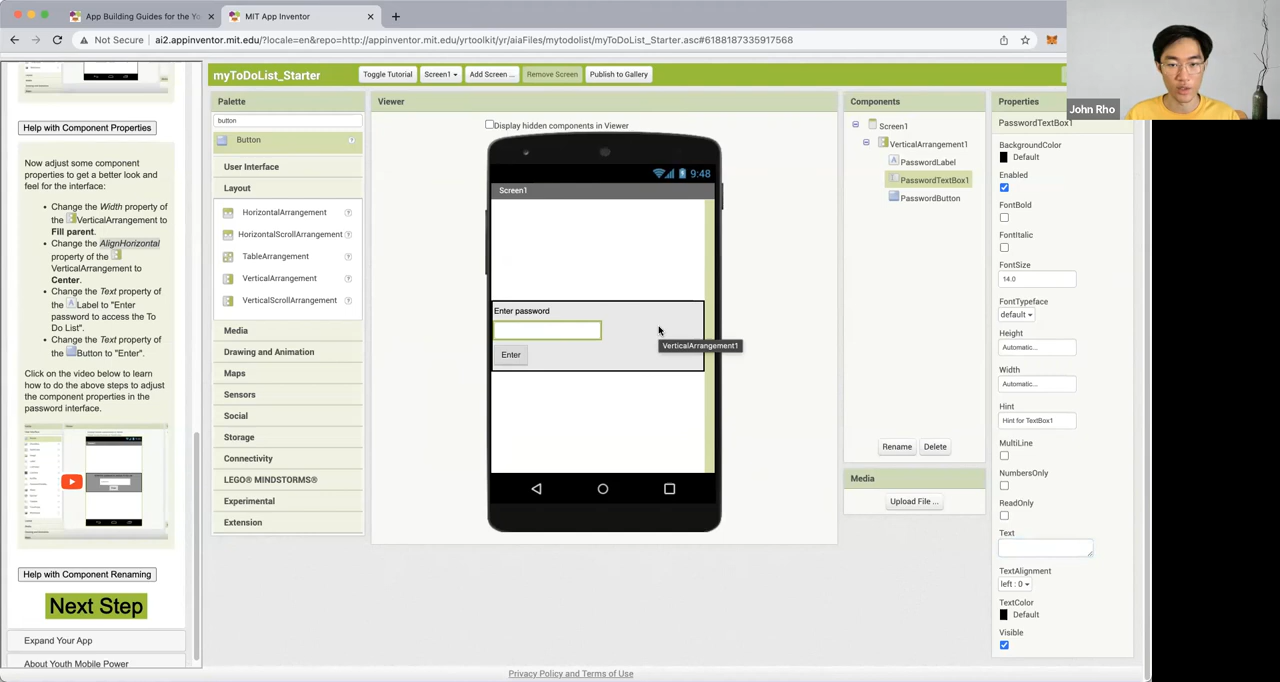 App Building Guides for the Yo
MIT App Inventor
Not Secure
ai2.appinventor.mit.edu/?locale=en&repo=http://appinventor.mit.edu/yrtoolkit/yr/aiaFiles/mytodolist/myToDoList_Starter.asc#6188187335917568
John Rho
myToDoList_Starter
Toggle Tutorial
Screen1
Add Screen ...
Remove Screen
Publish to Gallery
Help with Component Properties
Now adjust some component
properties to get a better look and
feel for the interface:
Change the Width property of
the VerticalArrangement to
Fill parent.
Change the AlignHorizontal
property of the
VerticalArrangement to
Center.
Change the Text property of
the Label to "Enter
password to access the To
Do List".
Change the Text property of
the Button to "Enter".
Click on the video below to learn
how to do the above steps to adjust
the component properties in the
password interface.
Help with Component Renaming
Next Step
Expand Your App
About Youth Mobile Power
Palette
button
Button
User Interface
Layout
HorizontalArrangement
HorizontalScrollArrangement
TableArrangement
VerticalArrangement
VerticalScrollArrangement
Media
Drawing and Animation
Maps
Sensors
Social
Storage
Connectivity
LEGO® MINDSTORMS®
Experimental
Extension
Viewer
Display hidden components in Viewer
9:48
Screen1
Enter password
VerticalArrangement1
Enter
Components
Screen1
VerticalArrangement1
PasswordLabel
PasswordTextBox1
PasswordButton
Rename
Delete
Media
Upload File ...
Properties
PasswordTextBox1
BackgroundColor
Default
Enabled
FontBold
FontItalic
FontSize
14.0
FontTypeface
default
Height
Automatic...
Width
Automatic...
Hint
Hint for TextBox1
MultiLine
NumbersOnly
ReadOnly
Text
TextAlignment
left : 0
TextColor
Default
Visible
Privacy Policy and Terms of Use